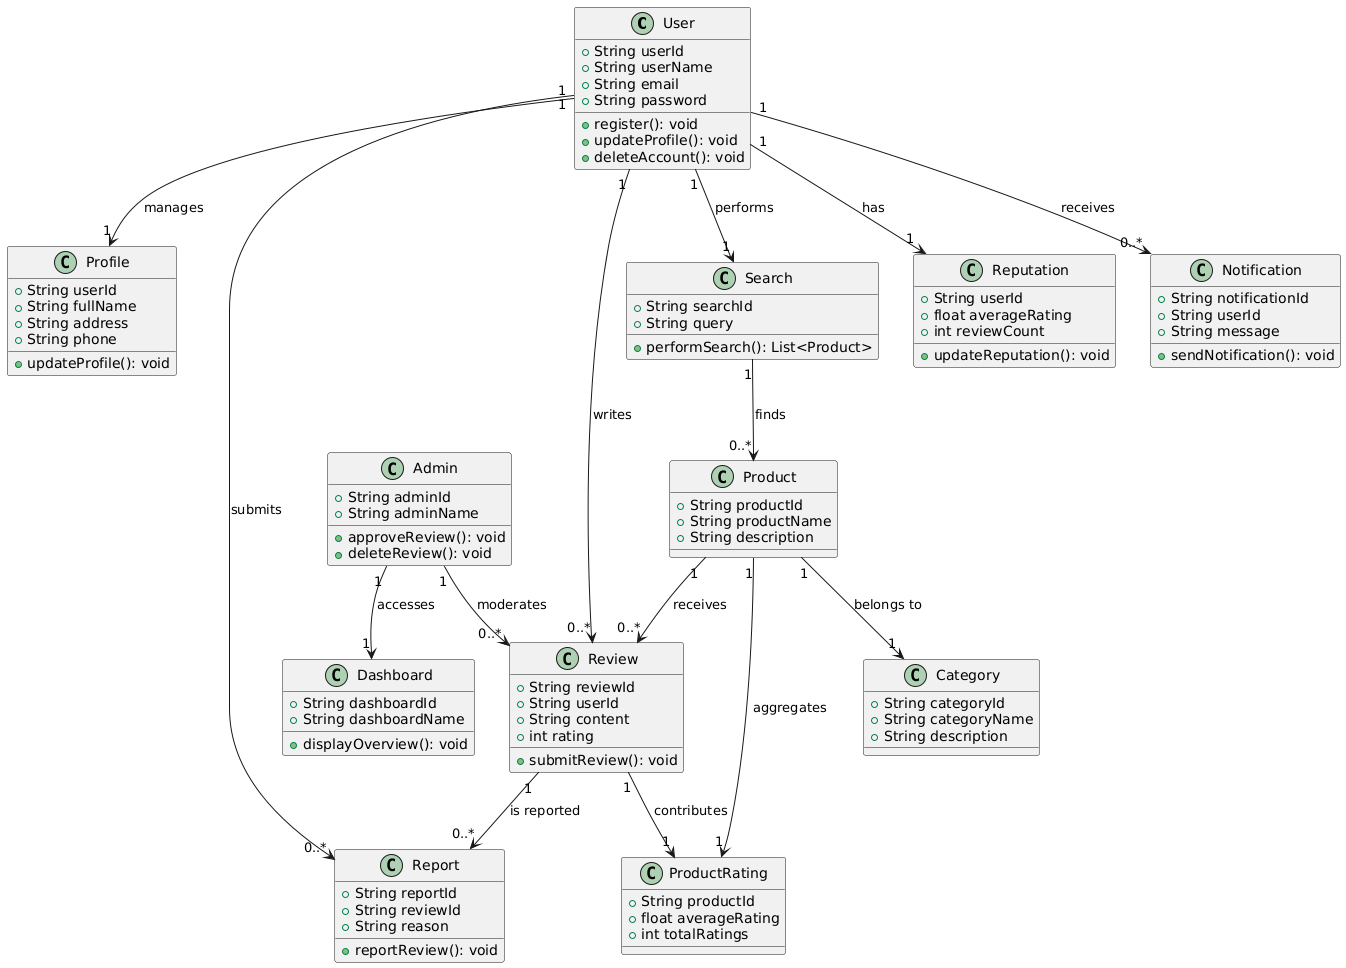 C User
String userId
String userName
String email
String password
register(): void
updateProfile(): void
deleteAccount(): void
1
1
1
1
1
1
manages
submits
writes
performs
has
receives
1
1
1
0..*
C Profile
String userId
String fullName
String address
String phone
updateProfile(): void
C Search
String searchId
String query
performSearch(): List<Product>
C Reputation
String userId
float averageRating
int reviewCount
updateReputation(): void
C Notification
String notificationId
String userId
String message
sendNotification(): void
1
finds
0..*
C Admin
String adminId
String adminName
approveReview(): void
deleteReview(): void
C Product
String productId
String productName
String description
1
1
1
1
1
accesses
moderates
receives
aggregates
belongs to
1
0..*
0..*
0..*
1
C Dashboard
String dashboardId
String dashboardName
displayOverview(): void
C Review
String reviewId
String userId
String content
int rating
submitReview(): void
C Category
String categoryId
String categoryName
String description
1
1
is reported
contributes
0..*
0..*
1
1
C Report
String reportId
String reviewId
String reason
reportReview(): void
C ProductRating
String productId
float averageRating
int totalRatings